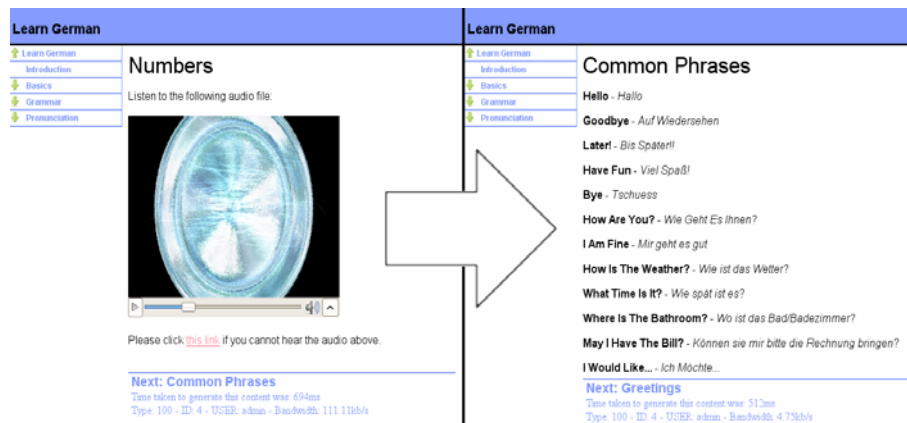 Learn German
Learn German
Introduction
Basics
Grammar
Pronunciation
Numbers
Listen to the following audio file:
Please click this link if you cannot hear the audio above.
Next: Common Phrases
Time taken to generate this content was: 694ms
Type: 100 - ID: 4 - USER: admin - Bandwidth: 111.11kb/s
Learn German
Learn German
Introduction
Basics
Grammar
Pronunciation
Common Phrases
Hello - Hallo
Goodbye - Auf Wiedersehen
Later! - Bis Später!!
Have Fun - Viel Spaß!
Bye - Tschuess
How Are You? - Wie Geht Es Ihnen?
I Am Fine - Mir geht es gut
How Is The Weather? - Wie ist das Wetter?
What Time Is It? - Wie spät ist es?
Where Is The Bathroom? - Wo ist das Bad/Badezimmer?
May I Have The Bill? - Können sie mir bitte die Rechnung bringen?
I Would Like... - Ich Möchte...
Next: Greetings
Time taken to generate this content was: 512ms
Type: 100 - ID: 4 - USER: admin - Bandwidth: 4.75kb/s